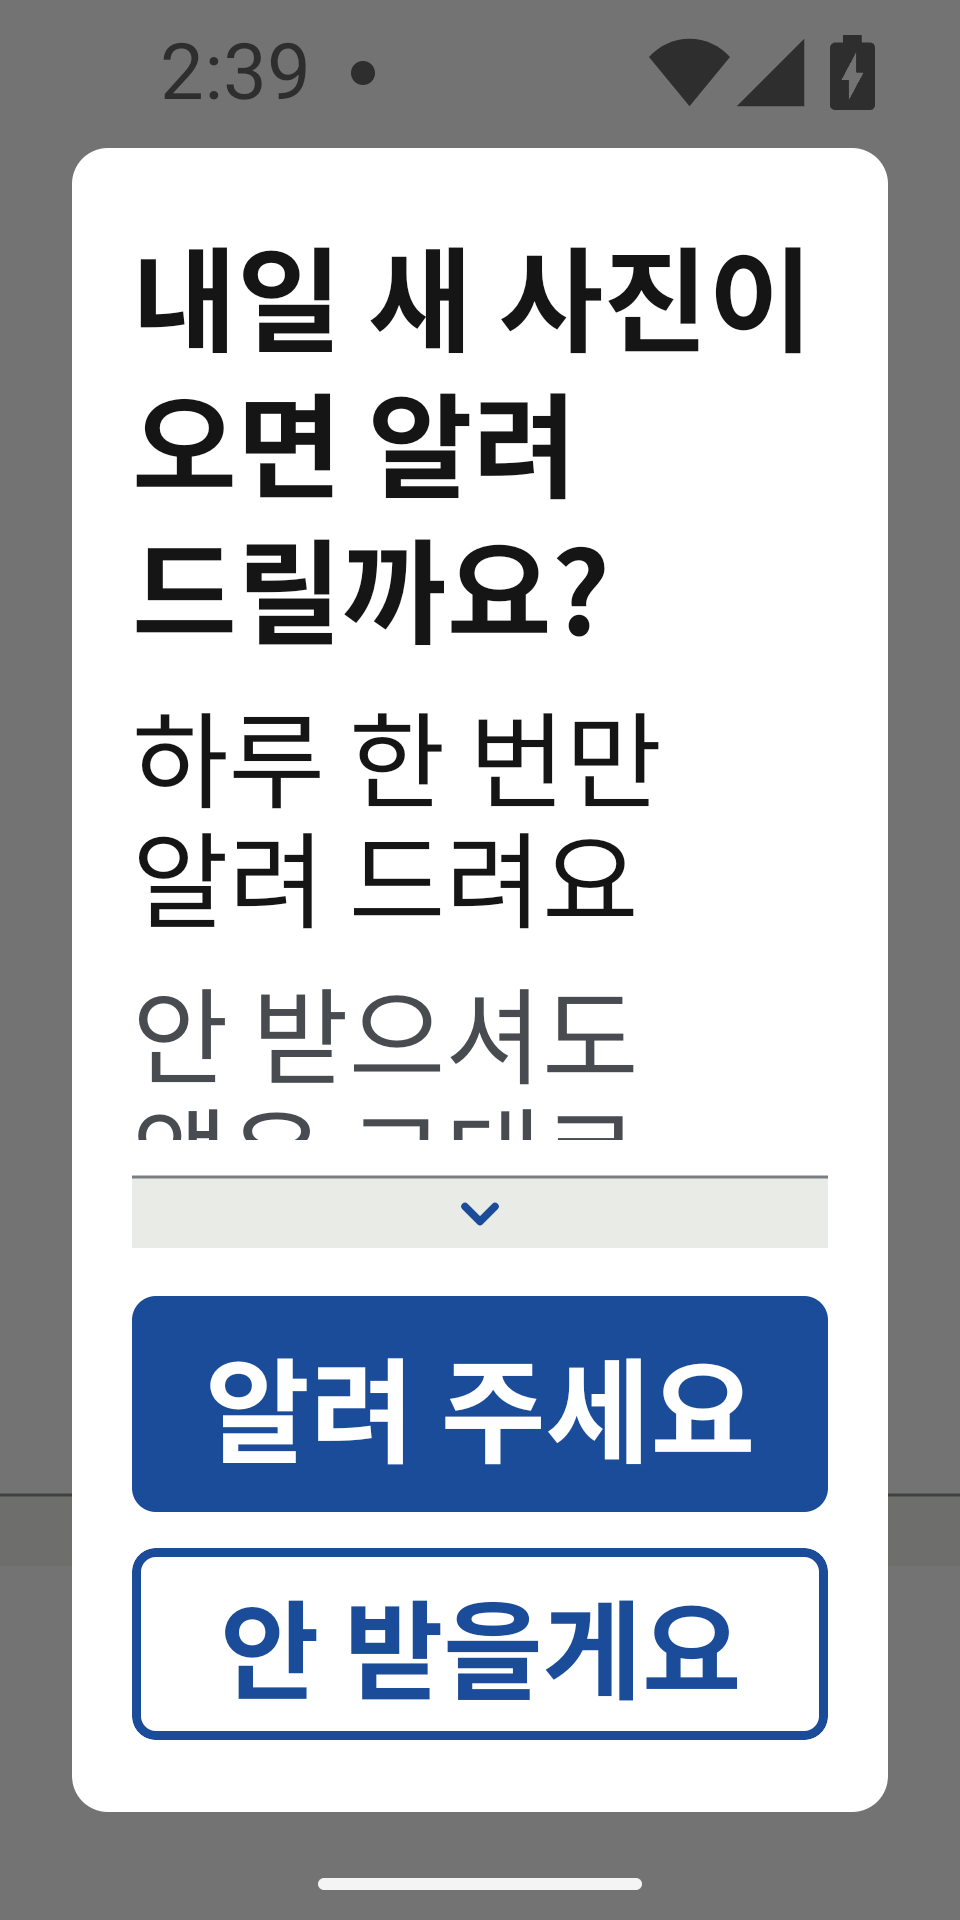 2:39
내일 새 사진이
오면 알려
드릴까요?
하루 한 번만
알려 드려요
안 받으셔도
알려 주세요
안 받을게요